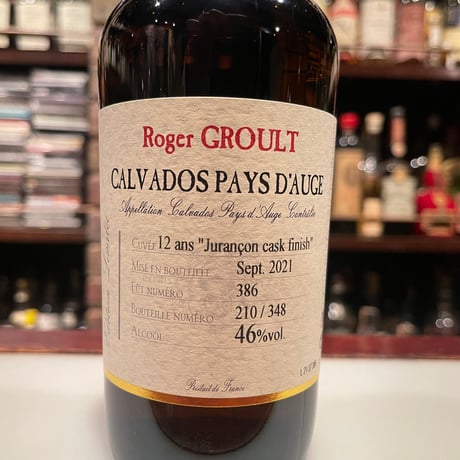 Roger GROULT
CALVADOS PAYS D'AUGE
Appellation Calvados Pays d'Auge Contrôlée
CUVÉE 12 ans "Jurançon cask finish"
MISE EN BOUTEILLE Sept. 2021
FÛT NUMÉRO 386
BOUTEILLE NUMÉRO 210 / 348
ALCOOL 46%vol.
Produit de France